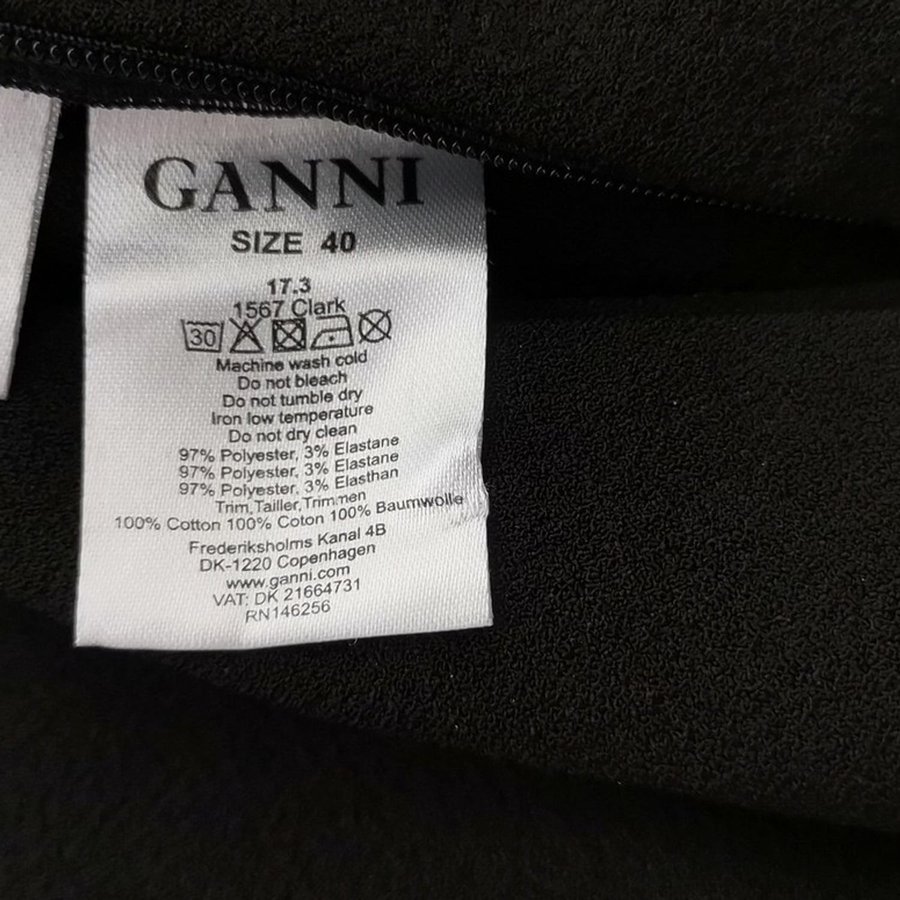 GANNI
SIZE 40
17.3
1567 Clark
30
Machine wash cold
Do not bleach
Do not tumble dry
Iron low temperature
Do not dry clean
97% Polyester, 3% Elastane
97% Polyester, 3% Elastane
97% Polyester, 3% Elasthan
Trim,Tailler,Trimmen
100% Cotton 100% Coton 100% Baumwolle
Frederiksholms Kanal 4B
DK-1220 Copenhagen
www.ganni.com
VAT: DK 21664731
RN146256